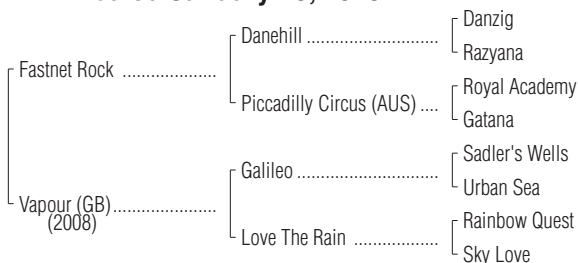 Danzig
Danehill
Razyana
Fastnet Rock
Royal Academy
Piccadilly Circus (AUS)
Gatana
Sadler's Wells
Galileo
Urban Sea
Vapour (GB)
(2008)
Rainbow Quest
Love The Rain
Sky Love